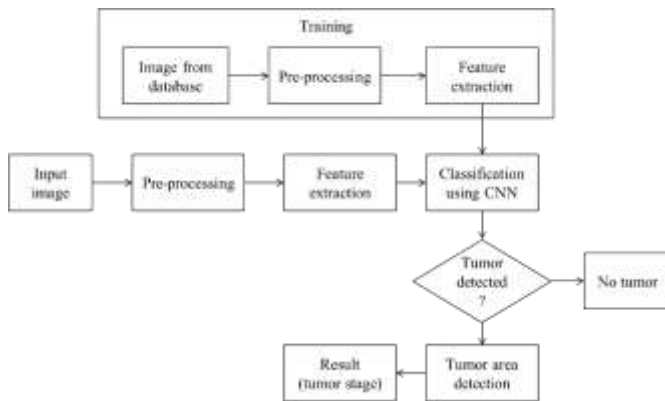 Training
Image from
database
Pre-processing
Feature
extraction
Input
image
Pre-processing
Feature
extraction
Classification
using CNN
Tumor
detected
?
No tumor
Result
(tumor stage)
Tumor area
detection